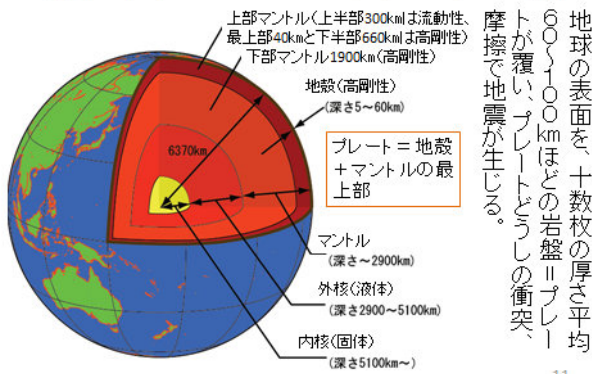 上部マントル(上半部300kmは流動性、
最上部40kmと下半部660kmは高剛性)
下部マントル1900km(高剛性)
地殻(高剛性)
(深さ5～60km)
6370km
プレート＝地殻
＋マントルの最
上部
マントル
(深さ～2900km)
外核(液体)
(深さ2900～5100km)
内核(固体)
(深さ5100km～)
地球の表面を、十数枚の厚さ平均
60～100kmほどの岩盤＝プレー
トが覆い、プレートどうしの衝突、
摩擦で地震が生じる。